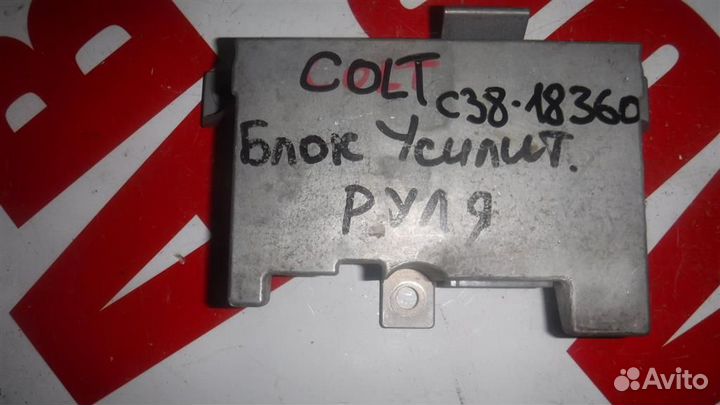 COLT
C38-18360
Блок Усилит.
РУЛЯ
Avito